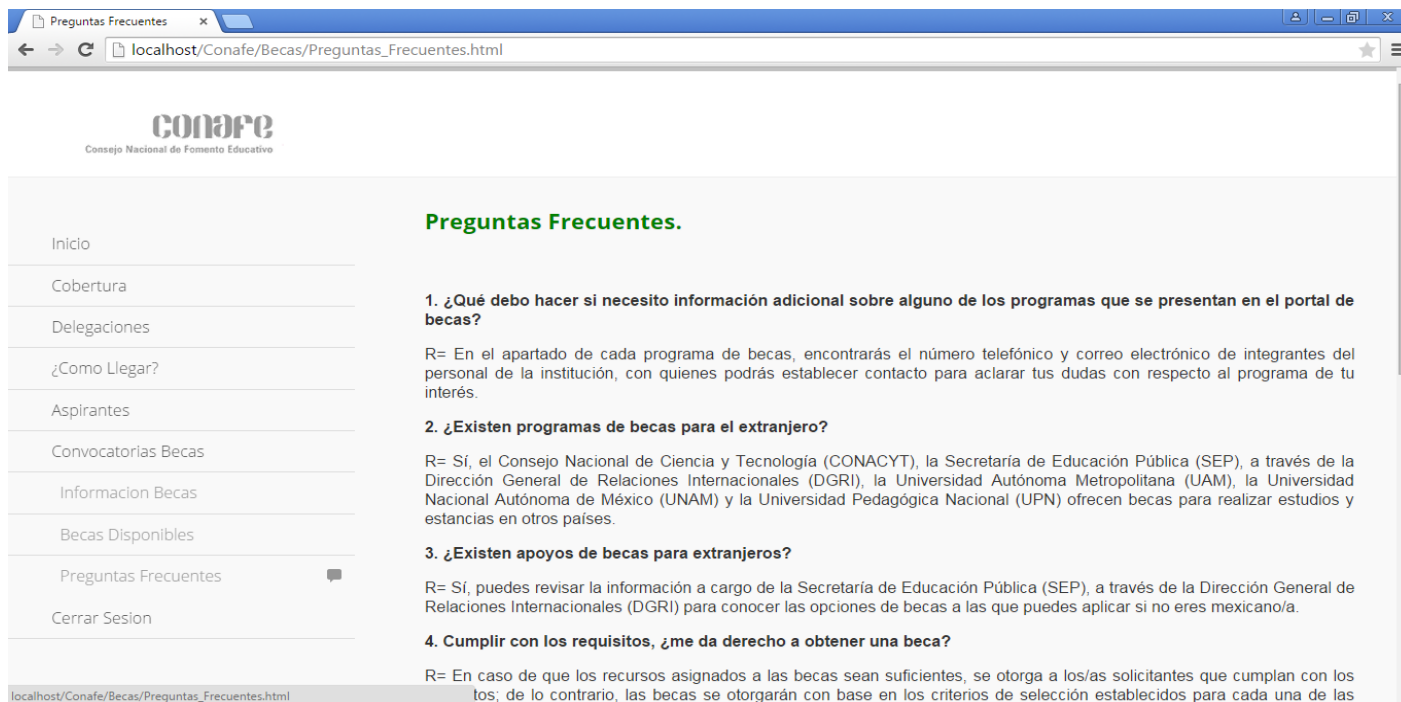 Preguntas Frecuentes
localhost/Conafe/Becas/Preguntas_Frecuentes.html
conafe
Consejo Nacional de Fomento Educativo
Inicio
Cobertura
Delegaciones
¿Como Llegar?
Aspirantes
Convocatorias Becas
Informacion Becas
Becas Disponibles
Preguntas Frecuentes
Cerrar Sesion
Preguntas Frecuentes.
1. ¿Qué debo hacer si necesito información adicional sobre alguno de los programas que se presentan en el portal de
becas?
R= En el apartado de cada programa de becas, encontrarás el número telefónico y correo electrónico de integrantes del
personal de la institución, con quienes podrás establecer contacto para aclarar tus dudas con respecto al programa de tu
interés.
2. ¿Existen programas de becas para el extranjero?
R= Sí, el Consejo Nacional de Ciencia y Tecnología (CONACYT), la Secretaría de Educación Pública (SEP), a través de la
Dirección General de Relaciones Internacionales (DGRI), la Universidad Autónoma Metropolitana (UAM), la Universidad
Nacional Autónoma de México (UNAM) y la Universidad Pedagógica Nacional (UPN) ofrecen becas para realizar estudios y
estancias en otros países.
3. ¿Existen apoyos de becas para extranjeros?
R= Sí, puedes revisar la información a cargo de la Secretaría de Educación Pública (SEP), a través de la Dirección General de
Relaciones Internacionales (DGRI) para conocer las opciones de becas a las que puedes aplicar si no eres mexicano/a.
4. Cumplir con los requisitos, ¿me da derecho a obtener una beca?
R= En caso de que los recursos asignados a las becas sean suficientes, se otorga a los/as solicitantes que cumplan con los
tos; de lo contrario, las becas se otorgarán con base en los criterios de selección establecidos para cada una de las
localhost/Conafe/Becas/Preguntas_Frecuentes.html